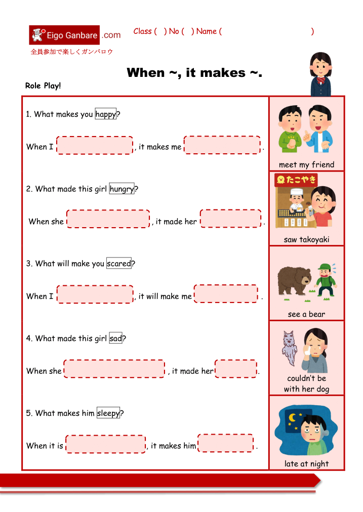 Eigo Ganbare .com
Class ( ) No ( ) Name ( )
全員参加で楽しくガンバロウ
When ~, it makes ~.
Role Play!
1. What makes you happy?
When I , it makes me .
meet my friend
2. What made this girl hungry?
たこやき
When she , it made her .
saw takoyaki
3. What will make you scared?
When I , it will make me .
see a bear
4. What made this girl sad?
When she , it made her .
couldn't be
with her dog
5. What makes him sleepy?
When it is , it makes him .
late at night